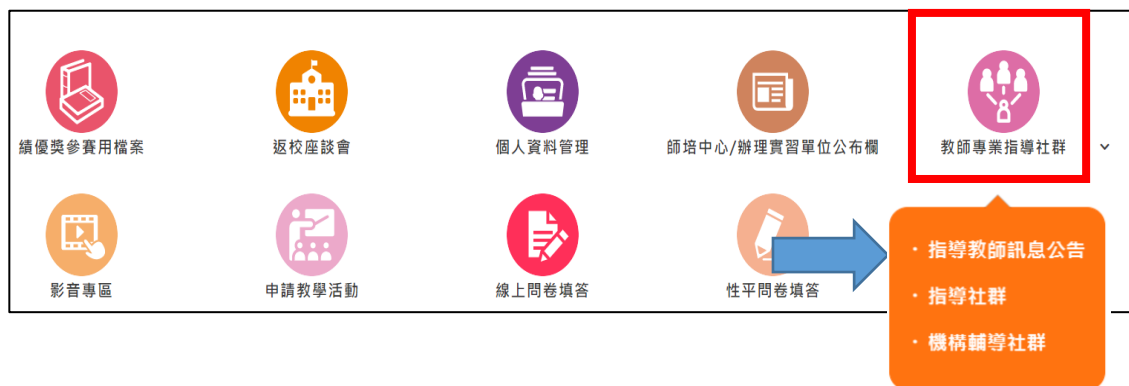 績優獎參賽用檔案
返校座談會
個人資料管理
師培中心/辦理實習單位公布欄
教師專業指導社群
影音專區
申請教學活動
線上問卷填答
性平問卷填答
· 指導教師訊息公告
· 指導社群
· 機構輔導社群